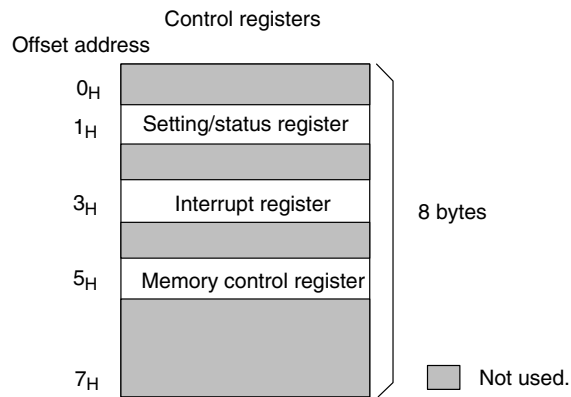 Control registers
Offset address
0H
1H Setting/status register
3H Interrupt register
8 bytes
5H Memory control register
7H
Not used.